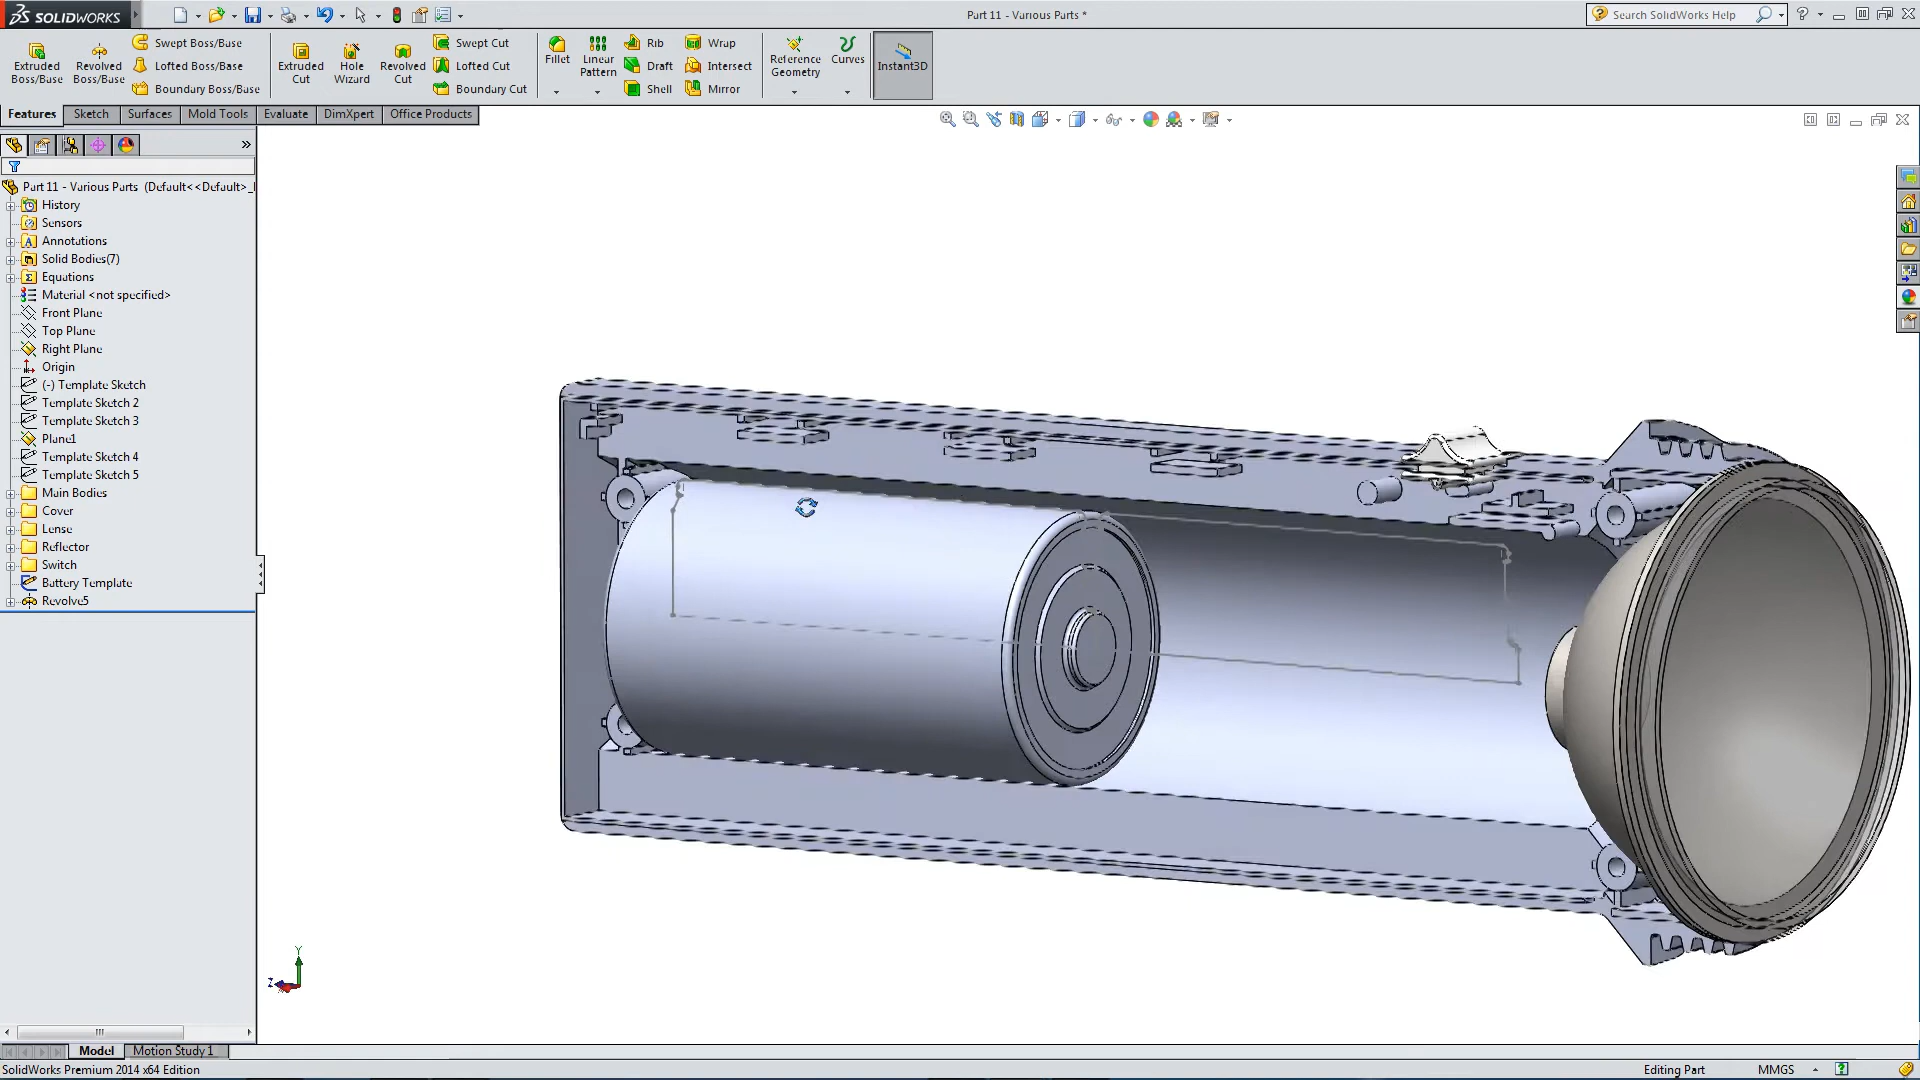 SOLIDWORKS
Part 11 - Various Parts *
Search SolidWorks Help
Extruded Boss/Base
Revolved Boss/Base
Swept Boss/Base
Lofted Boss/Base
Boundary Boss/Base
Extruded Cut
Hole Wizard
Revolved Cut
Swept Cut
Lofted Cut
Boundary Cut
Fillet
Linear Pattern
Rib
Draft
Shell
Wrap
Intersect
Mirror
Reference Geometry
Curves
Instant3D
Features
Sketch
Surfaces
Mold Tools
Evaluate
DimXpert
Office Products
Part 11 - Various Parts (Default<<Default>_
History
Sensors
Annotations
Solid Bodies(7)
Equations
Material <not specified>
Front Plane
Top Plane
Right Plane
Origin
(-) Template Sketch
Template Sketch 2
Template Sketch 3
Plane1
Template Sketch 4
Template Sketch 5
Main Bodies
Cover
Lense
Reflector
Switch
Battery Template
Revolve5
Y
Z
Model
Motion Study 1
SolidWorks Premium 2014 x64 Edition
Editing Part
MMGS